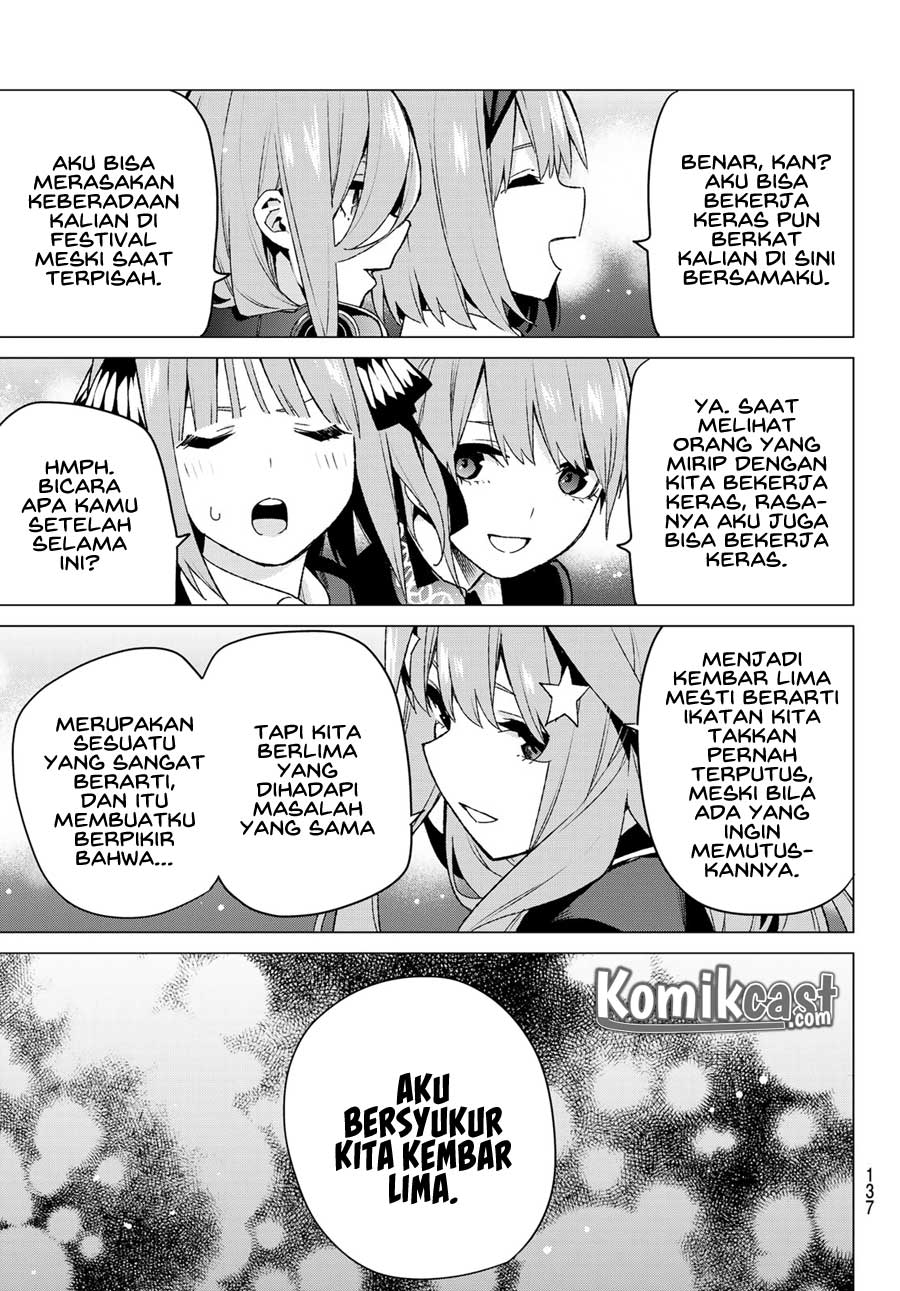 BENAR, KAN?
AKU BISA
BEKERJA
KERAS PUN
BERKAT
KALIAN DI SINI
BERSAMAKU.
AKU BISA
MERASAKAN
KEBERADAAN
KALIAN DI
FESTIVAL
MESKI SAAT
TERPISAH.
YA. SAAT
MELIHAT
ORANG YANG
MIRIP DENGAN
KITA BEKERJA
KERAS, RASA-
NYA AKU JUGA
BISA BEKERJA
KERAS.
HMPH.
BICARA
APA KAMU
SETELAH
SELAMA
INI?
MENJADI
KEMBAR LIMA
MESTI BERARTI
IKATAN KITA
TAKKAN
PERNAH
TERPUTUS,
MESKI BILA
ADA YANG
INGIN
MEMUTUS-
KANNYA.
TAPI KITA
BERLIMA
YANG
DIHADAPI
MASALAH
YANG SAMA
MERUPAKAN
SESUATU
YANG SANGAT
BERARTI,
DAN ITU
MEMBUATKU
BERPIKIR
BAHWA...
Komikcast
.com
AKU
BERSYUKUR
KITA KEMBAR
LIMA.
137